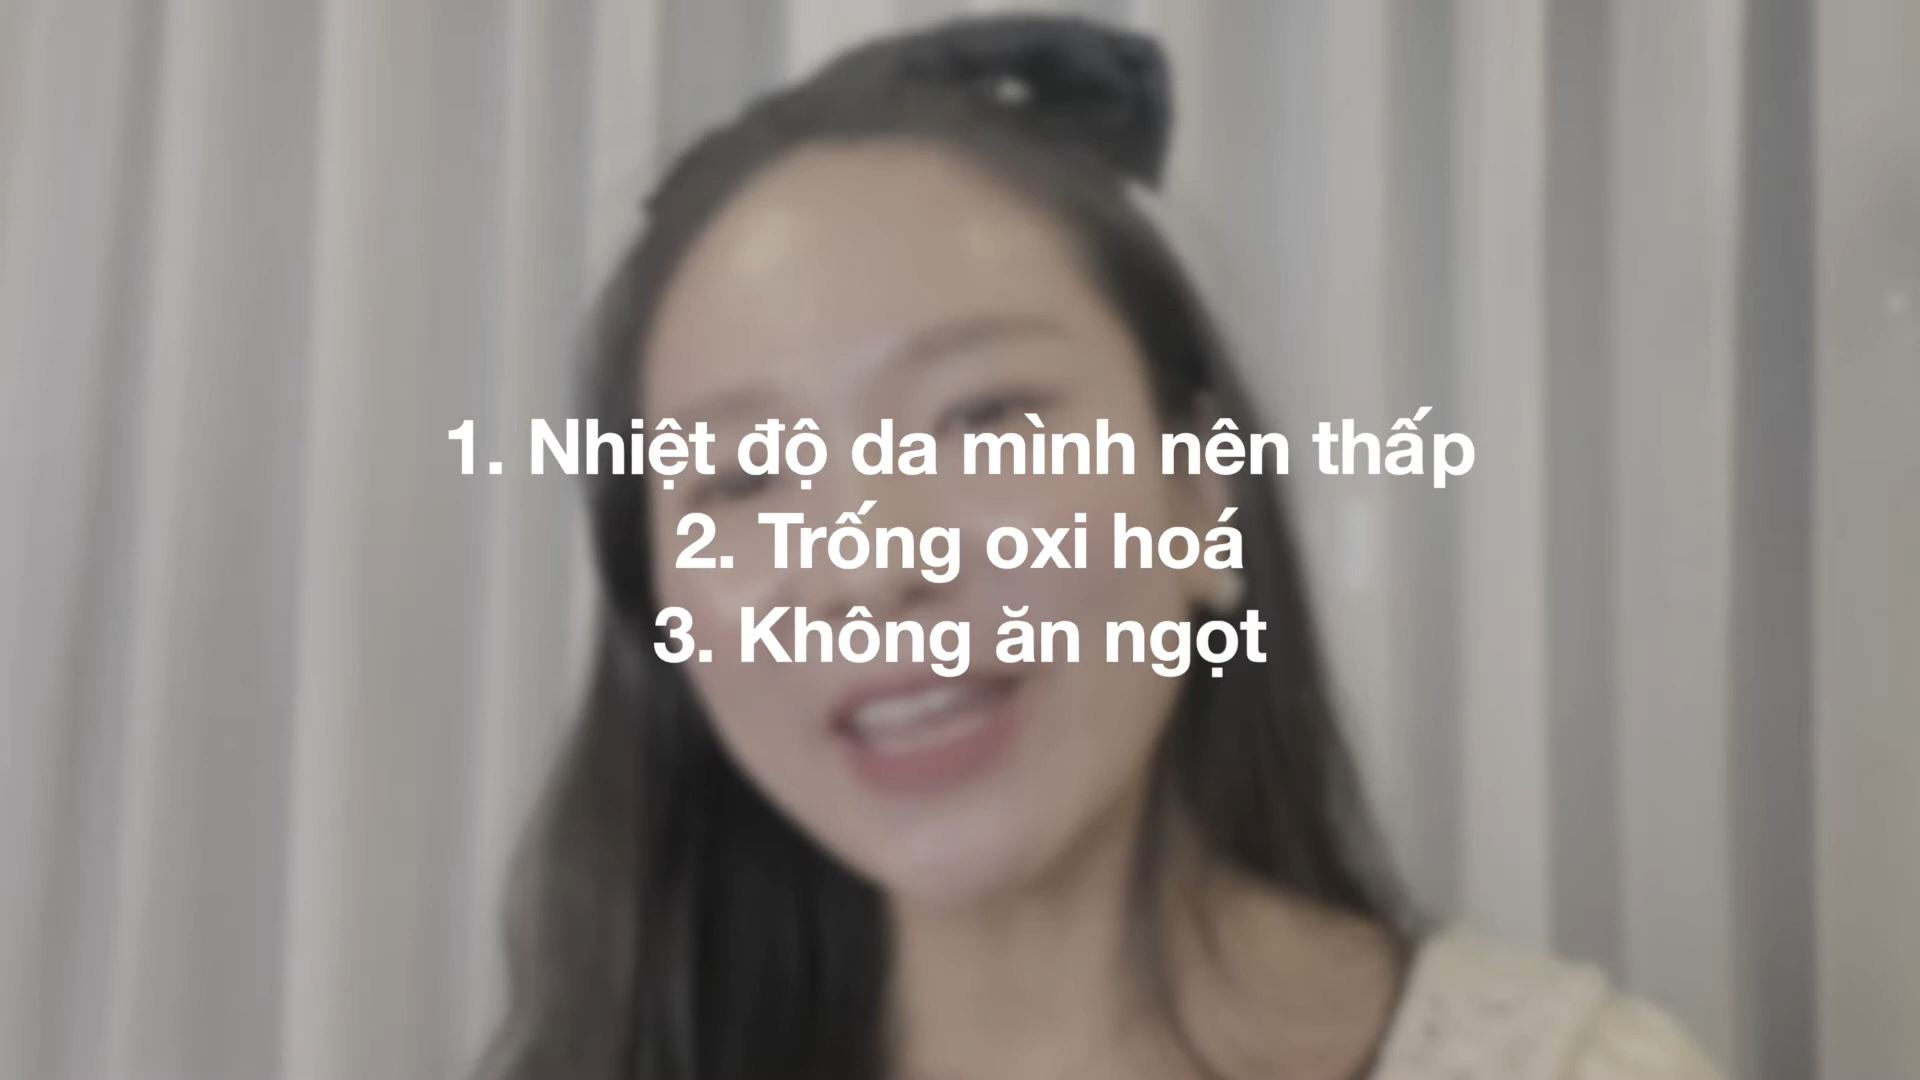 1. Nhiệt độ da mình nên thấp
2. Trống oxi hoá
3. Không ăn ngọt